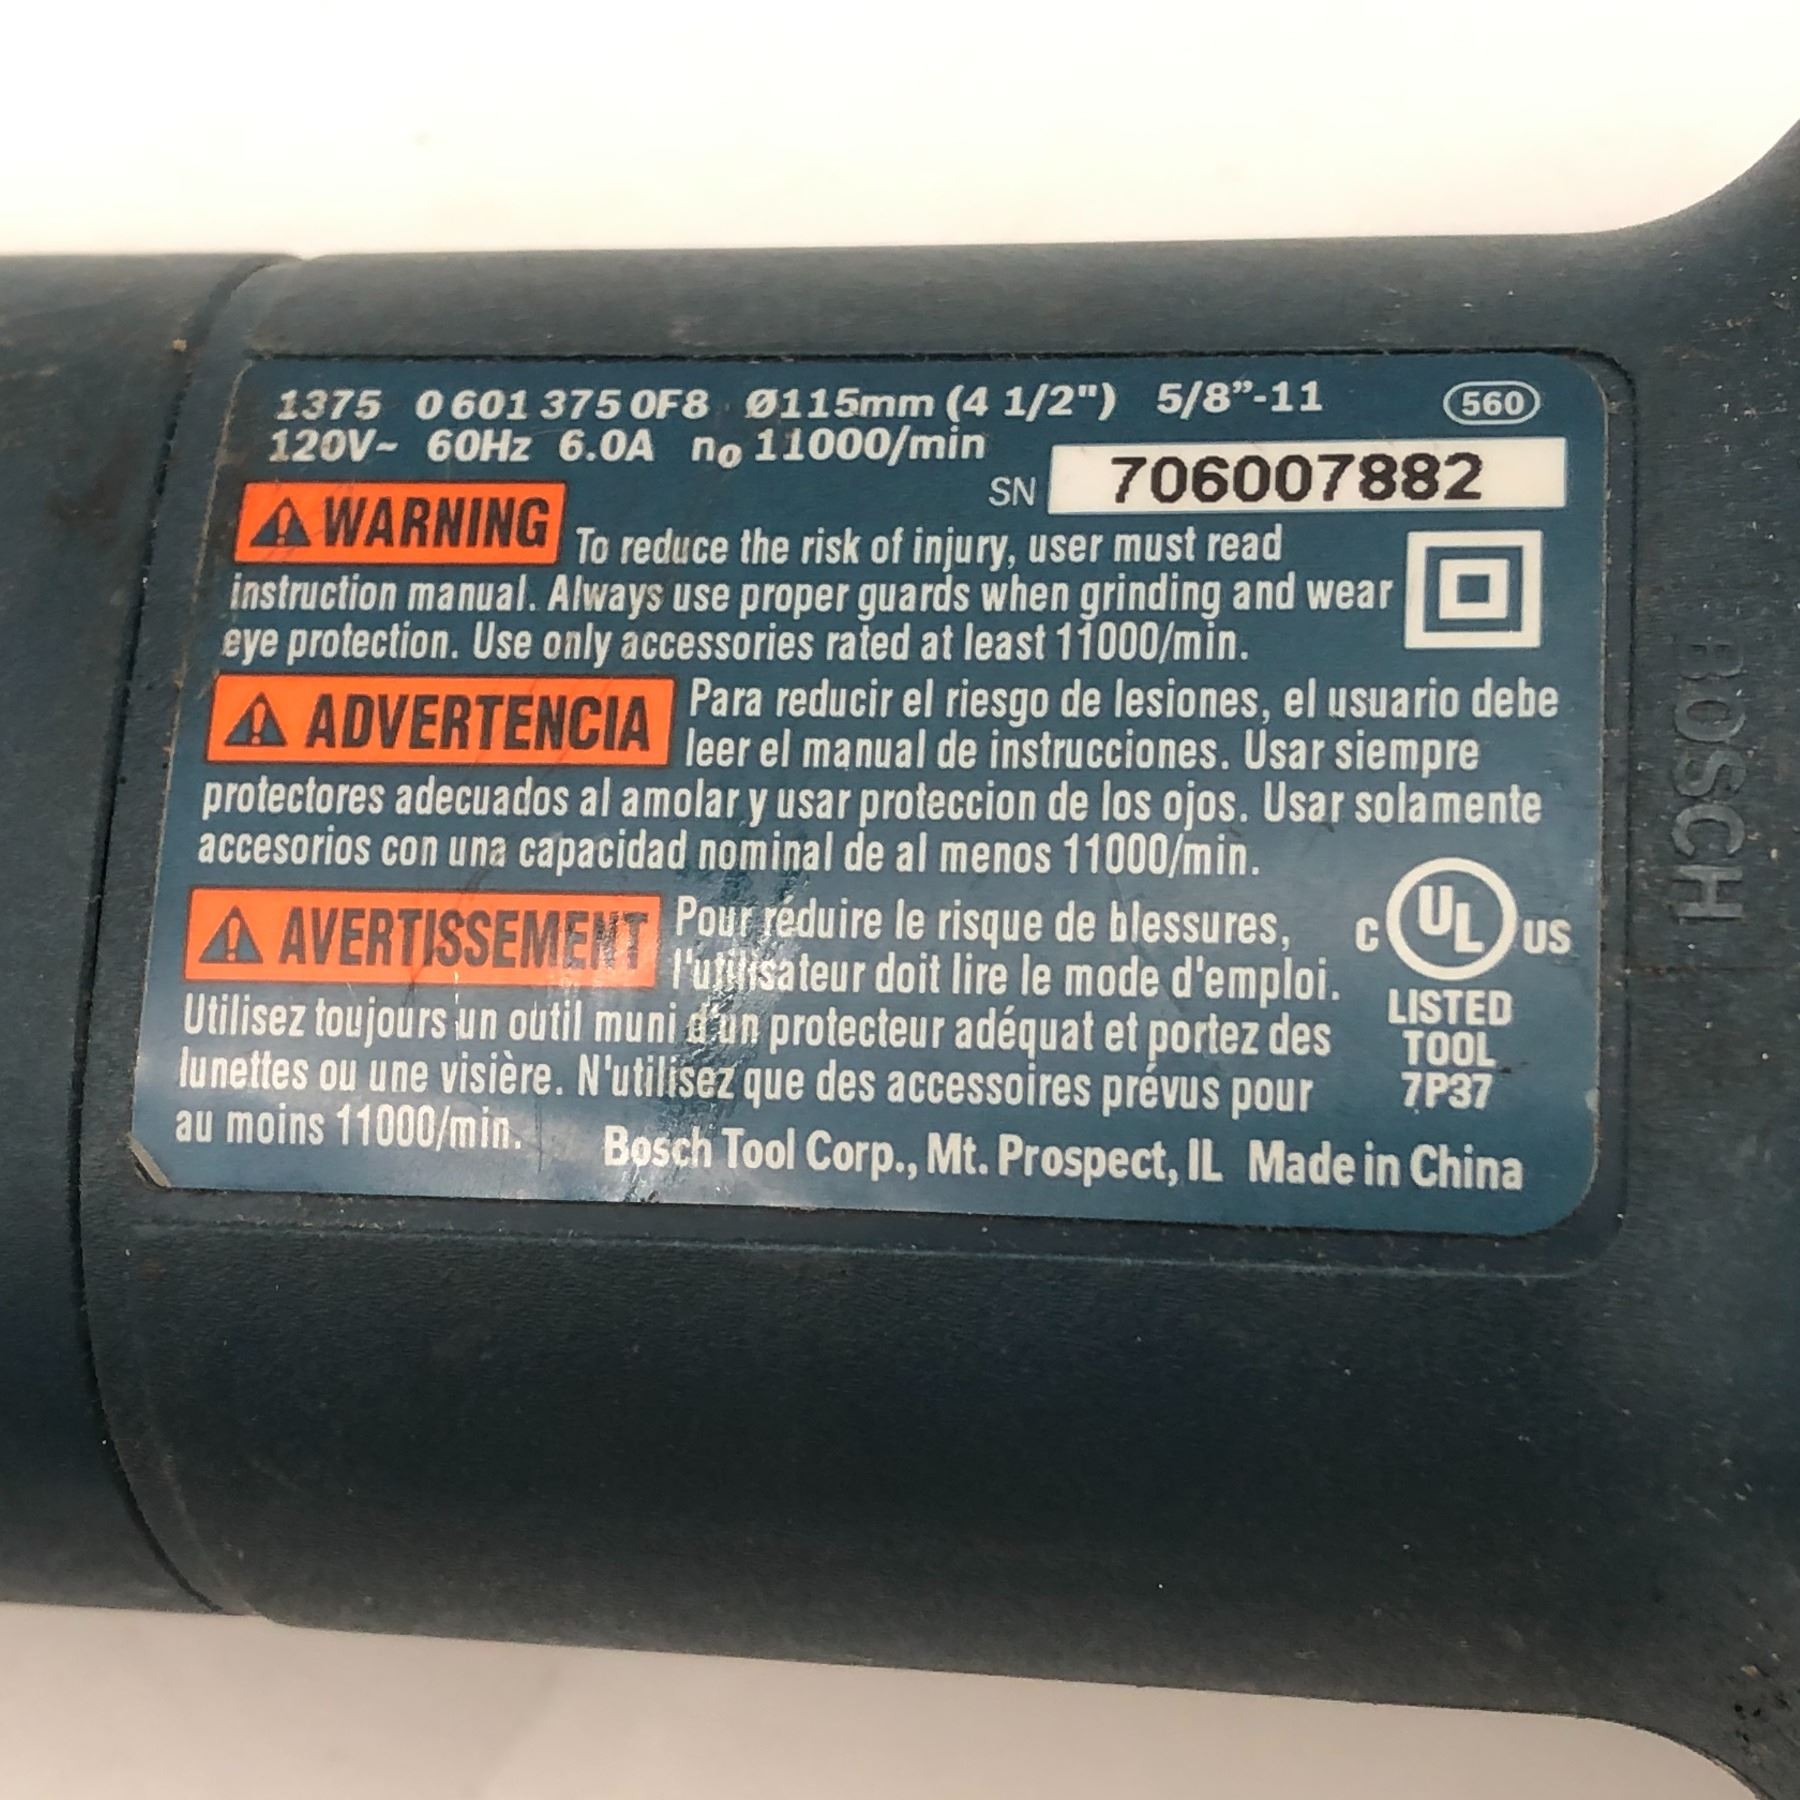 1375 0 601 375 0F8 Ø115mm (4 1/2") 5/8”-11 560
120V~ 60Hz 6.0A no 11000/min
SN 706007882
WARNING To reduce the risk of injury, user must read
instruction manual. Always use proper guards when grinding and wear
eye protection. Use only accessories rated at least 11000/min.
ADVERTENCIA Para reducir el riesgo de lesiones, el usuario debe
leer el manual de instrucciones. Usar siempre
protectores adecuados al amolar y usar proteccion de los ojos. Usar solamente
accesorios con una capacidad nominal de al menos 11000/min.
AVERTISSEMENT Pour réduire le risque de blessures,
l'utilisateur doit lire le mode d'emploi.
Utilisez toujours un outil muni d'un protecteur adéquat et portez des
lunettes ou une visière. N'utilisez que des accessoires prévus pour
au moins 11000/min.
C UL US
LISTED
TOOL
7P37
Bosch Tool Corp., Mt. Prospect, IL Made in China
BOSCH